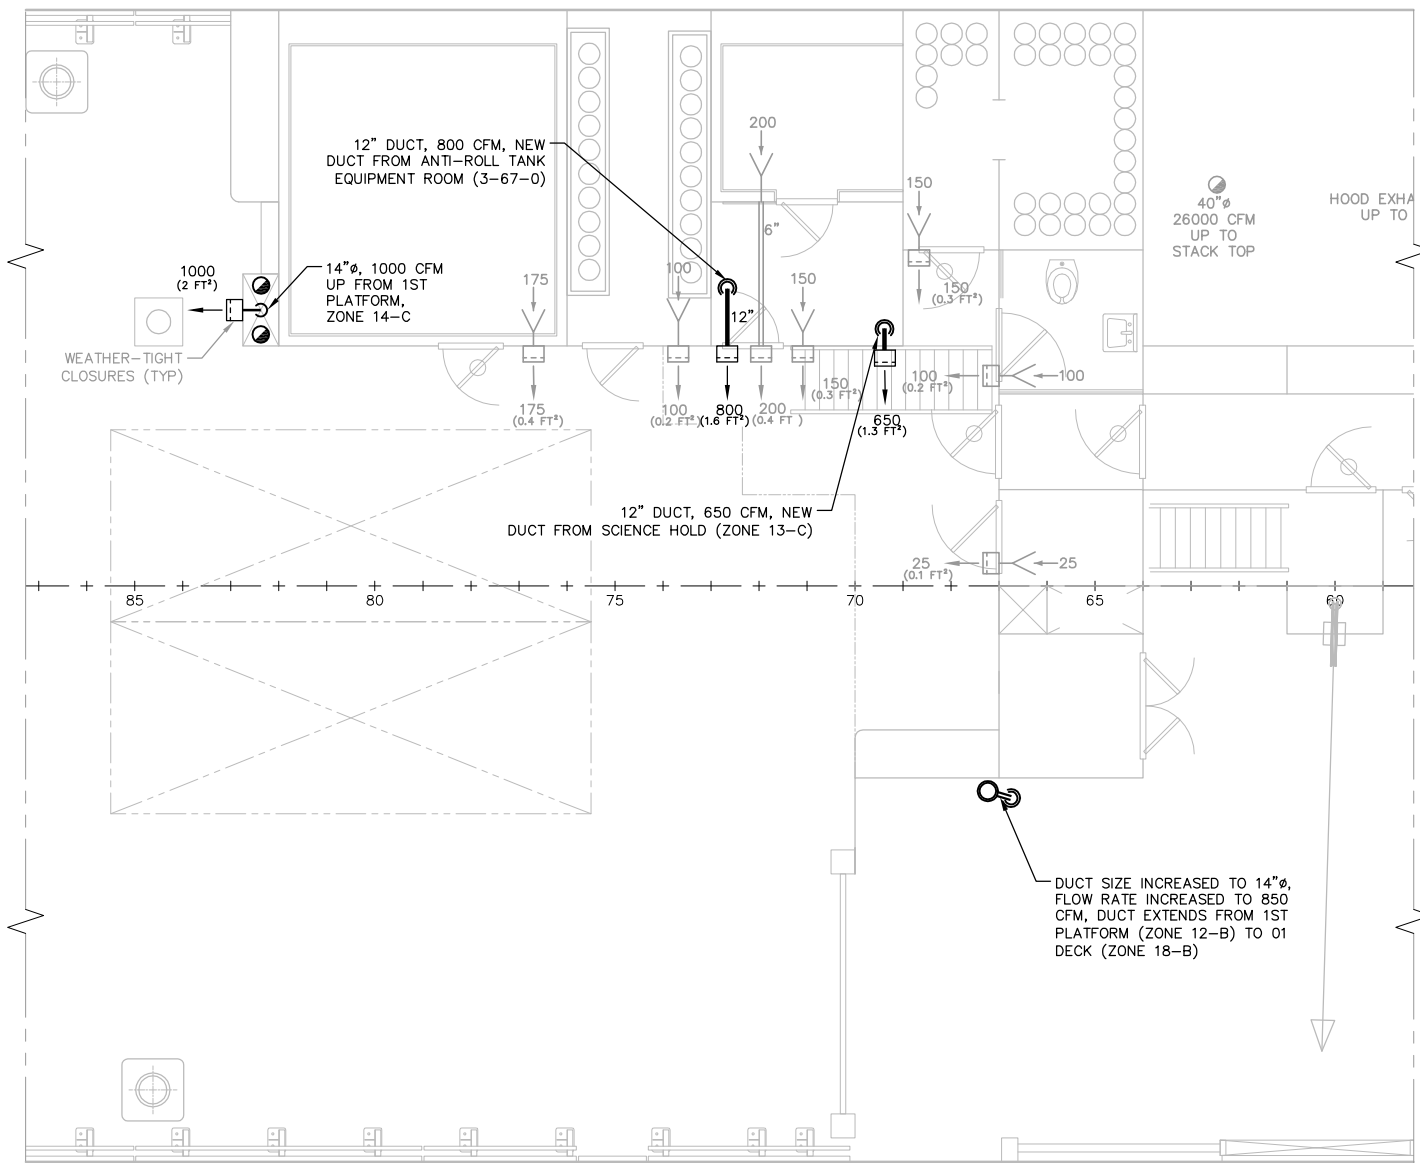 200
12” DUCT, 800 CFM, NEW
DUCT FROM ANTI-ROLL TANK
EQUIPMENT ROOM (3-67-0)
150
40”ø
26000 CFM
UP TO
STACK TOP
HOOD EXHA
UP TO
6”
1000
(2 FT²)
14”ø, 1000 CFM
UP FROM 1ST
PLATFORM,
ZONE 14-C
175
100
150
150
(0.3 FT²)
12”
WEATHER-TIGHT
CLOSURES (TYP)
175
(0.4 FT²)
100
(0.2 FT²)
800
(1.6 FT²)
200
(0.4 FT )
150
(0.3 FT²)
650
(1.3 FT²)
100
(0.2 FT²)
100
12” DUCT, 650 CFM, NEW
DUCT FROM SCIENCE HOLD (ZONE 13-C)
25
(0.1 FT²)
25
85
80
75
70
65
60
DUCT SIZE INCREASED TO 14”ø,
FLOW RATE INCREASED TO 850
CFM, DUCT EXTENDS FROM 1ST
PLATFORM (ZONE 12-B) TO 01
DECK (ZONE 18-B)